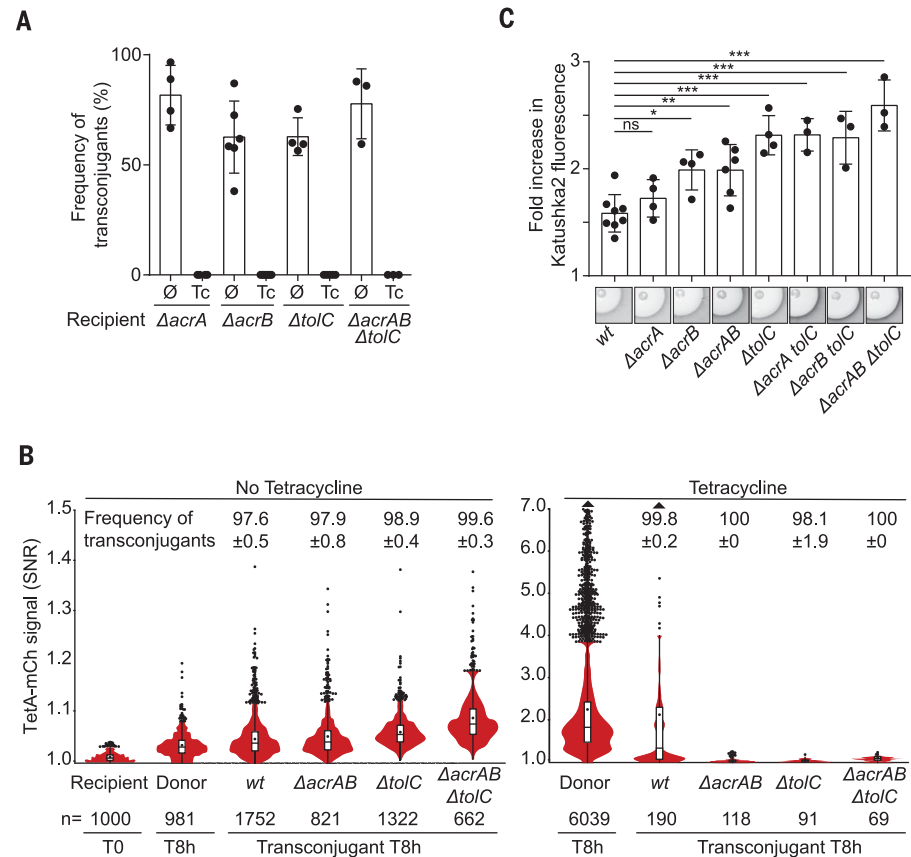 A
Frequency of
transconjugants (%)
100
50
0
Ø Tc Ø Tc Ø Tc Ø Tc
Recipient ΔacrA ΔacrB ΔtolC ΔacrAB
ΔtolC
C
Fold increase in
Katushka2 fluorescence
3
2
1
***
***
***
***
**
*
ns
wt ΔacrA ΔacrB ΔacrAB ΔtolC ΔacrA tolC ΔacrB tolC ΔacrAB ΔtolC
B
No Tetracycline
TetA-mCh signal (SNR)
1.5
1.4
1.3
1.2
1.1
1.0
Frequency of 97.6 97.9 98.9 99.6
transconjugants ±0.5 ±0.8 ±0.4 ±0.3
Recipient Donor wt ΔacrAB ΔtolC ΔacrAB
ΔtolC
n= 1000 981 1752 821 1322 662
T0 T8h Transconjugant T8h
Tetracycline
7.0
6.0
5.0
4.0
2.0
1.0
99.8 100 98.1 100
±0.2 ±0 ±1.9 ±0
Donor wt ΔacrAB ΔtolC ΔacrAB
ΔtolC
6039 190 118 91 69
T8h Transconjugant T8h